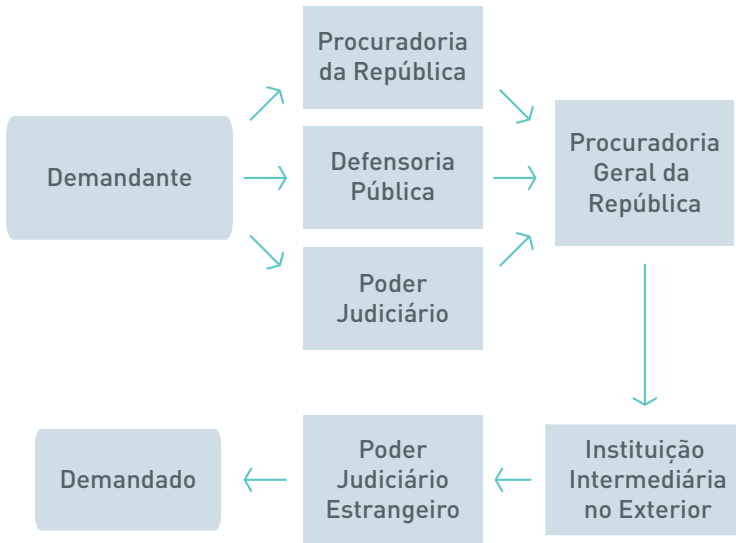 Procuradoria
da República
Demandante
Defensoria
Pública
Procuradoria
Geral da
República
Poder
Judiciário
Demandado
Poder
Judiciário
Estrangeiro
Instituição
Intermediária
no Exterior